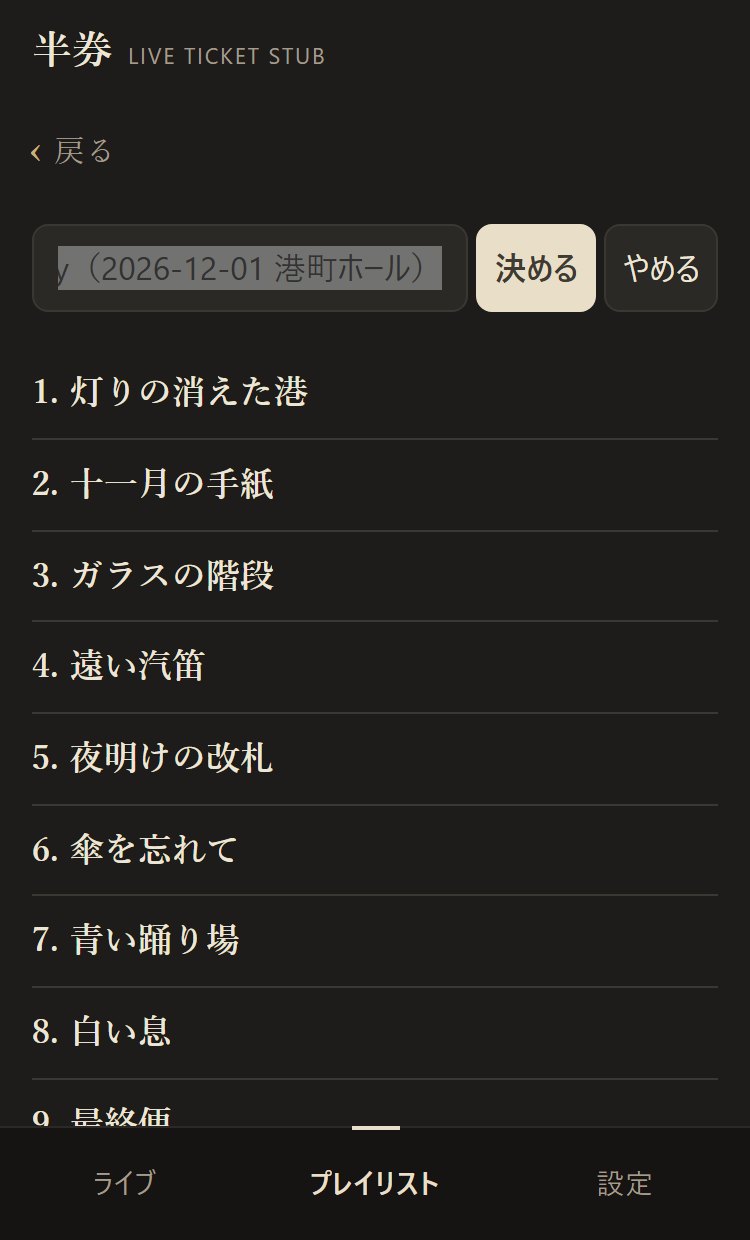 半券 LIVE TICKET STUB
‹ 戻る
y（2026-12-01 港町ホール） 決める やめる
1. 灯りの消えた港
2. 十一月の手紙
3. ガラスの階段
4. 遠い汽笛
5. 夜明けの改札
6. 傘を忘れて
7. 青い踊り場
8. 白い息
9. 最終便
ライブ プレイリスト 設定